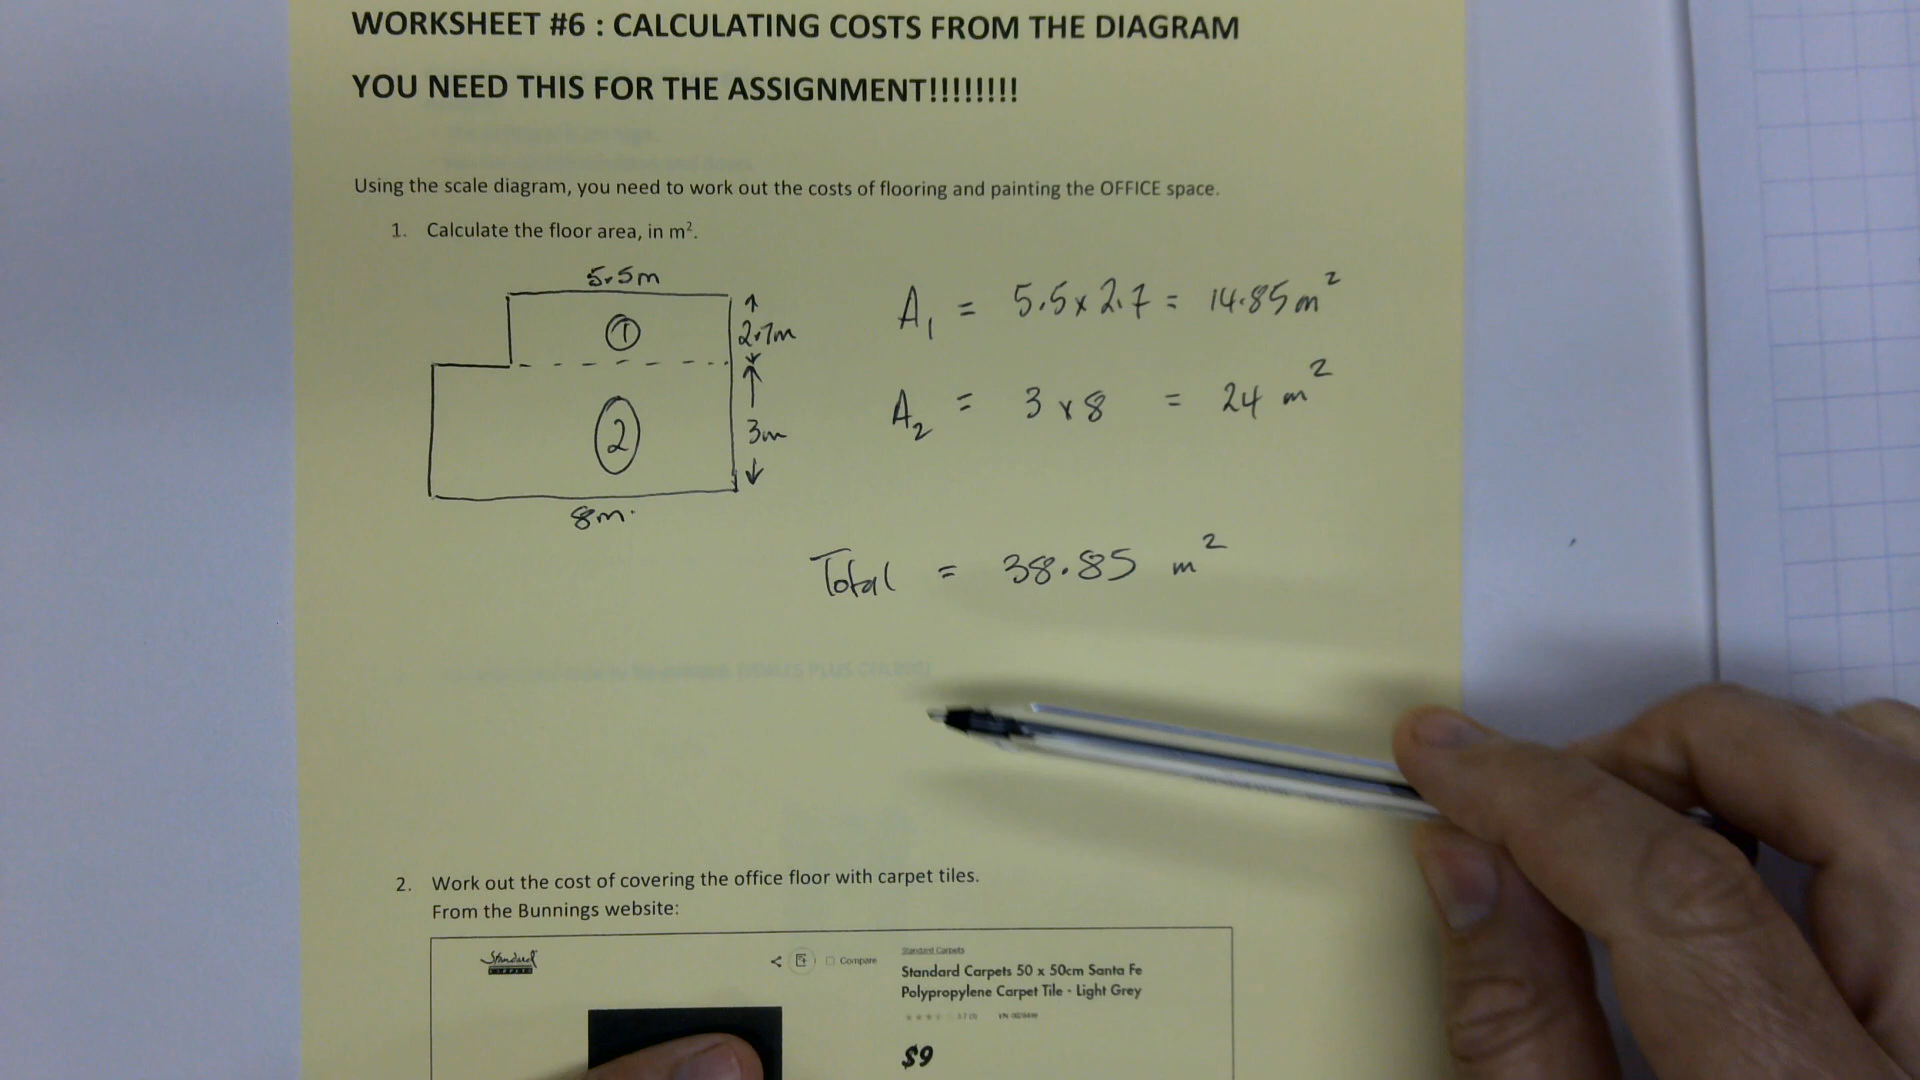 WORKSHEET #6 : CALCULATING COSTS FROM THE DIAGRAM
YOU NEED THIS FOR THE ASSIGNMENT!!!!!!!!
Using the scale diagram, you need to work out the costs of flooring and painting the OFFICE space.
1. Calculate the floor area, in m².
5.5m
1
2.7m
2
3m
8m.
A₁ = 5.5 x 2.7 = 14.85 m²
A₂ = 3 x 8 = 24 m²
Total = 38.85 m²
2. Work out the cost of covering the office floor with carpet tiles.
From the Bunnings website:
Standard
Compare
Standard Carpets
Standard Carpets 50 x 50cm Santa Fe
Polypropylene Carpet Tile - Light Grey
$9